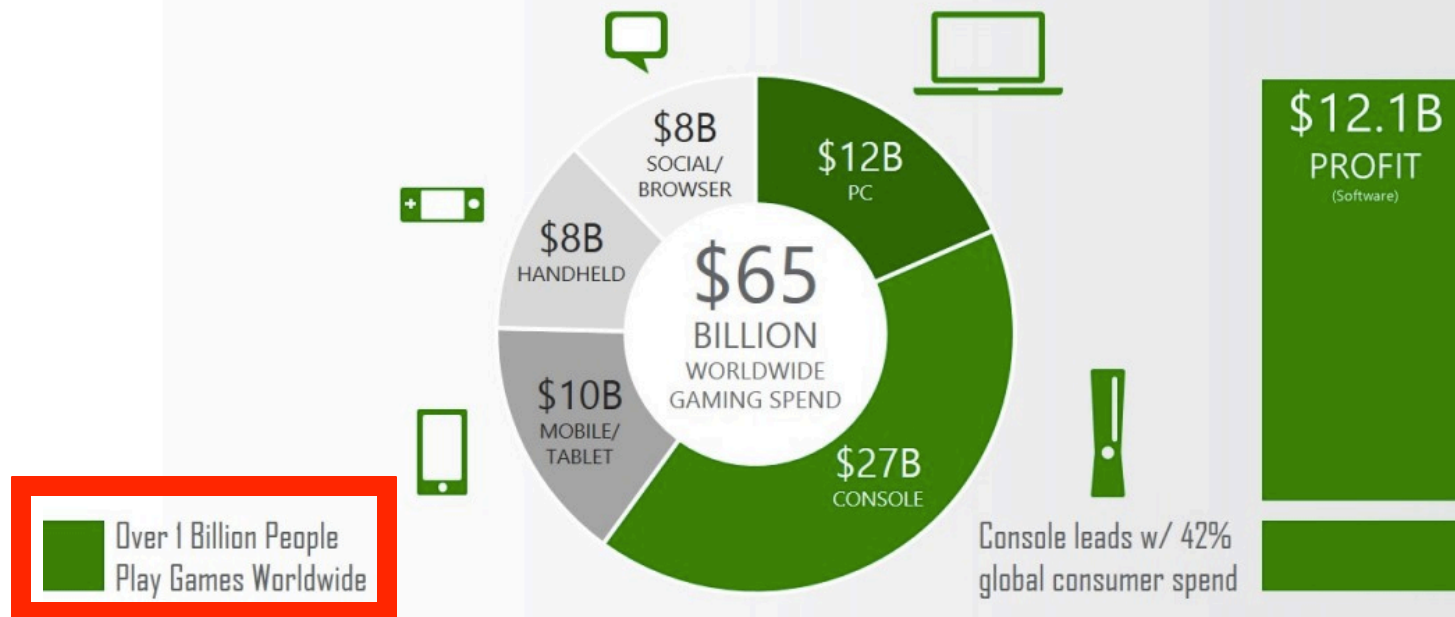 $8B
SOCIAL/
BROWSER
$12B
PC
$12.1B
PROFIT
(Software)
$8B
HANDHELD
$65
BILLION
WORLDWIDE
GAMING SPEND
$10B
MOBILE/
TABLET
$27B
CONSOLE
Over 1 Billion People
Play Games Worldwide
Console leads w/ 42%
global consumer spend